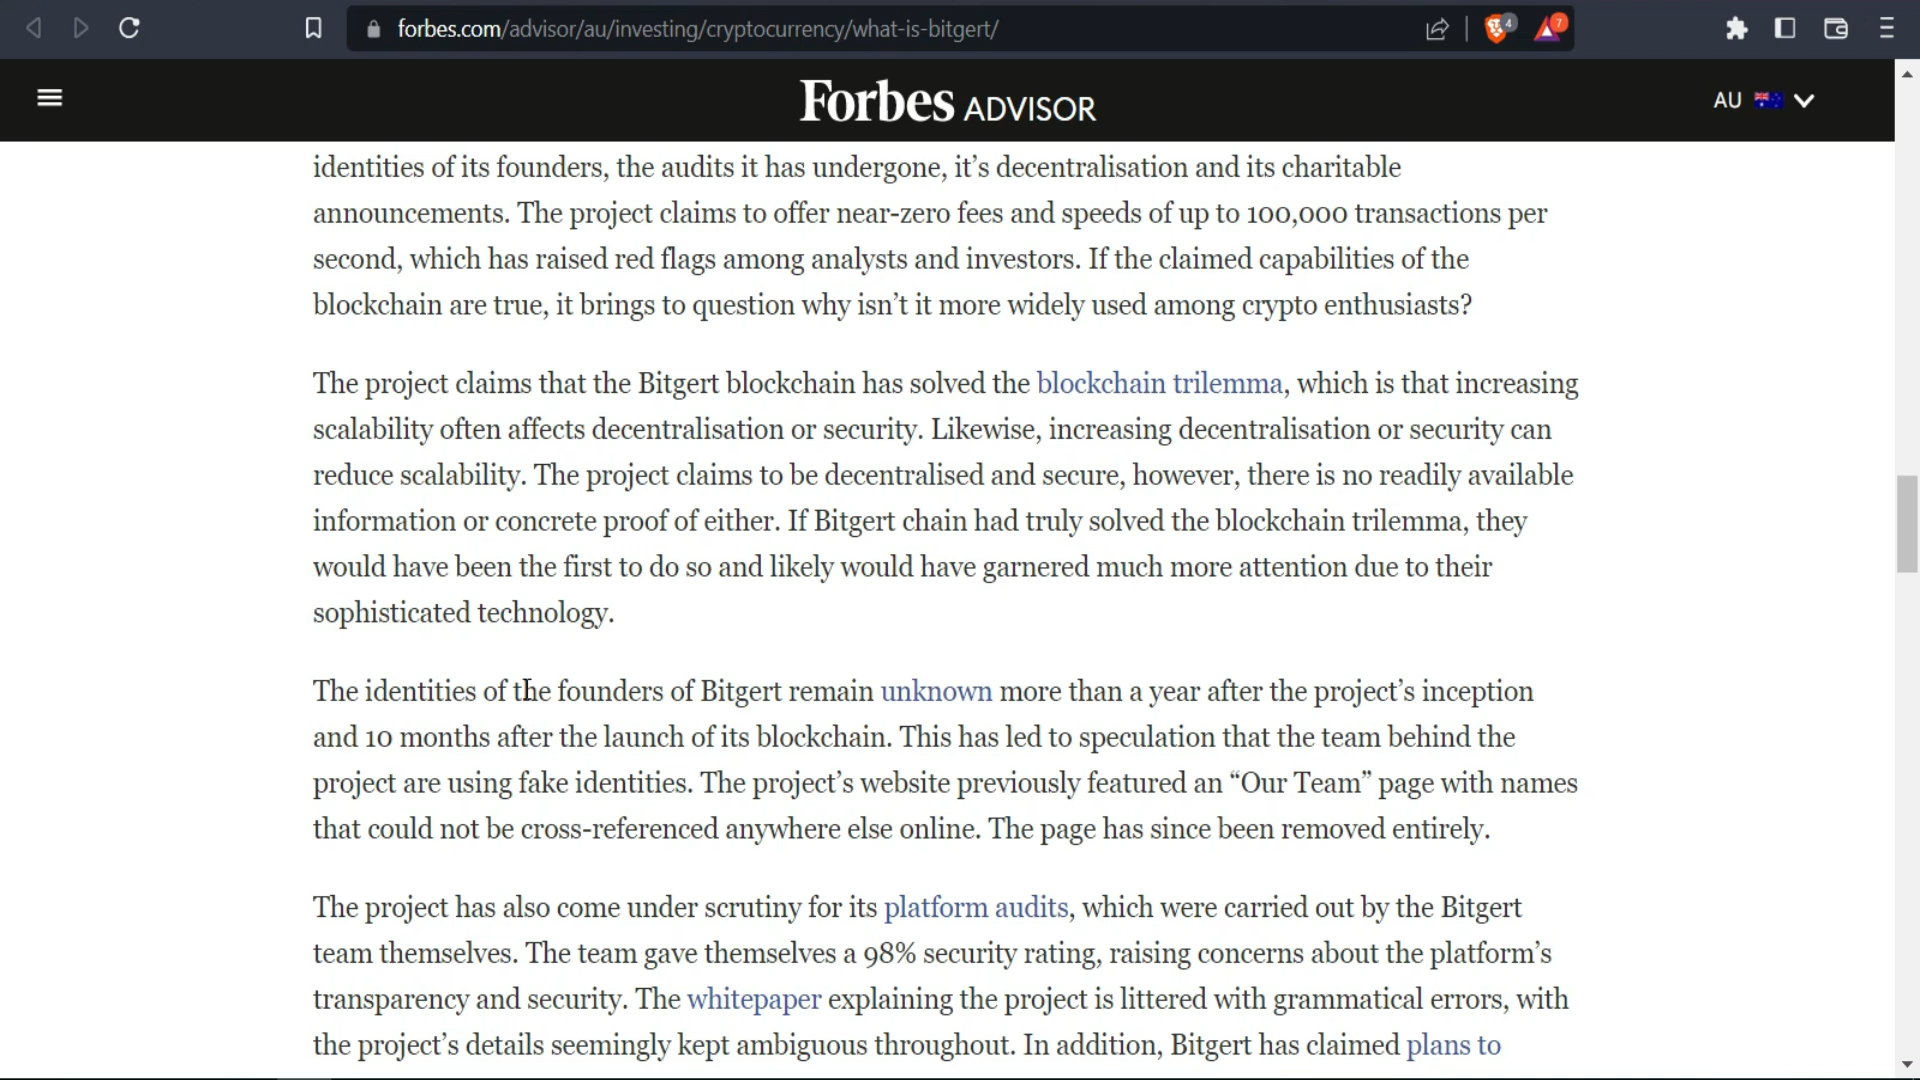 forbes.com/advisor/au/investing/cryptocurrency/what-is-bitgert/
4
7
Forbes ADVISOR
AU
identities of its founders, the audits it has undergone, it’s decentralisation and its charitable
announcements. The project claims to offer near-zero fees and speeds of up to 100,000 transactions per
second, which has raised red flags among analysts and investors. If the claimed capabilities of the
blockchain are true, it brings to question why isn’t it more widely used among crypto enthusiasts?
The project claims that the Bitgert blockchain has solved the blockchain trilemma, which is that increasing
scalability often affects decentralisation or security. Likewise, increasing decentralisation or security can
reduce scalability. The project claims to be decentralised and secure, however, there is no readily available
information or concrete proof of either. If Bitgert chain had truly solved the blockchain trilemma, they
would have been the first to do so and likely would have garnered much more attention due to their
sophisticated technology.
The identities of the founders of Bitgert remain unknown more than a year after the project’s inception
and 10 months after the launch of its blockchain. This has led to speculation that the team behind the
project are using fake identities. The project’s website previously featured an “Our Team” page with names
that could not be cross-referenced anywhere else online. The page has since been removed entirely.
The project has also come under scrutiny for its platform audits, which were carried out by the Bitgert
team themselves. The team gave themselves a 98% security rating, raising concerns about the platform’s
transparency and security. The whitepaper explaining the project is littered with grammatical errors, with
the project’s details seemingly kept ambiguous throughout. In addition, Bitgert has claimed plans to